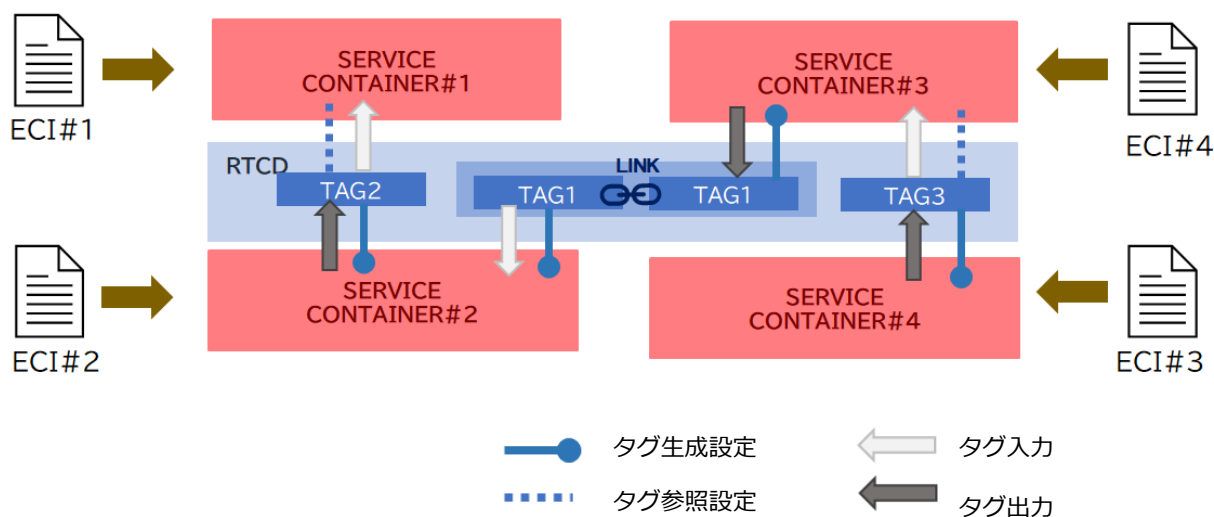 SERVICE
CONTAINER#1
SERVICE
CONTAINER#3
ECI#1
ECI#4
RTCD
LINK
TAG2
TAG1
TAG1
TAG3
SERVICE
CONTAINER#2
SERVICE
CONTAINER#4
ECI#2
ECI#3
タグ生成設定
タグ入力
タグ参照設定
タグ出力